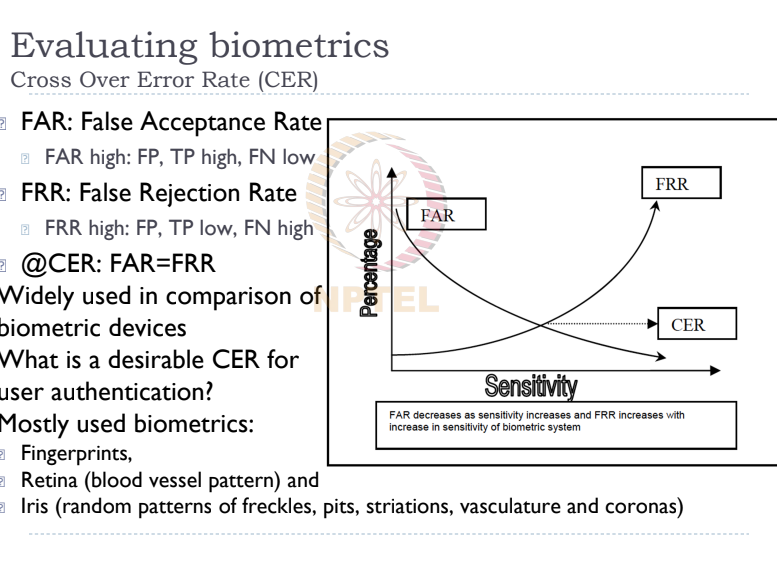 Evaluating biometrics
Cross Over Error Rate (CER)
FAR: False Acceptance Rate
FAR high: FP, TP high, FN low
FRR: False Rejection Rate
FRR high: FP, TP low, FN high
@CER: FAR=FRR
Widely used in comparison of
biometric devices
What is a desirable CER for
user authentication?
Mostly used biometrics:
Fingerprints,
Retina (blood vessel pattern) and
Iris (random patterns of freckles, pits, striations, vasculature and coronas)
FAR
FRR
CER
Percentage
Sensitivity
FAR decreases as sensitivity increases and FRR increases with
increase in sensitivity of biometric system
NPTEL